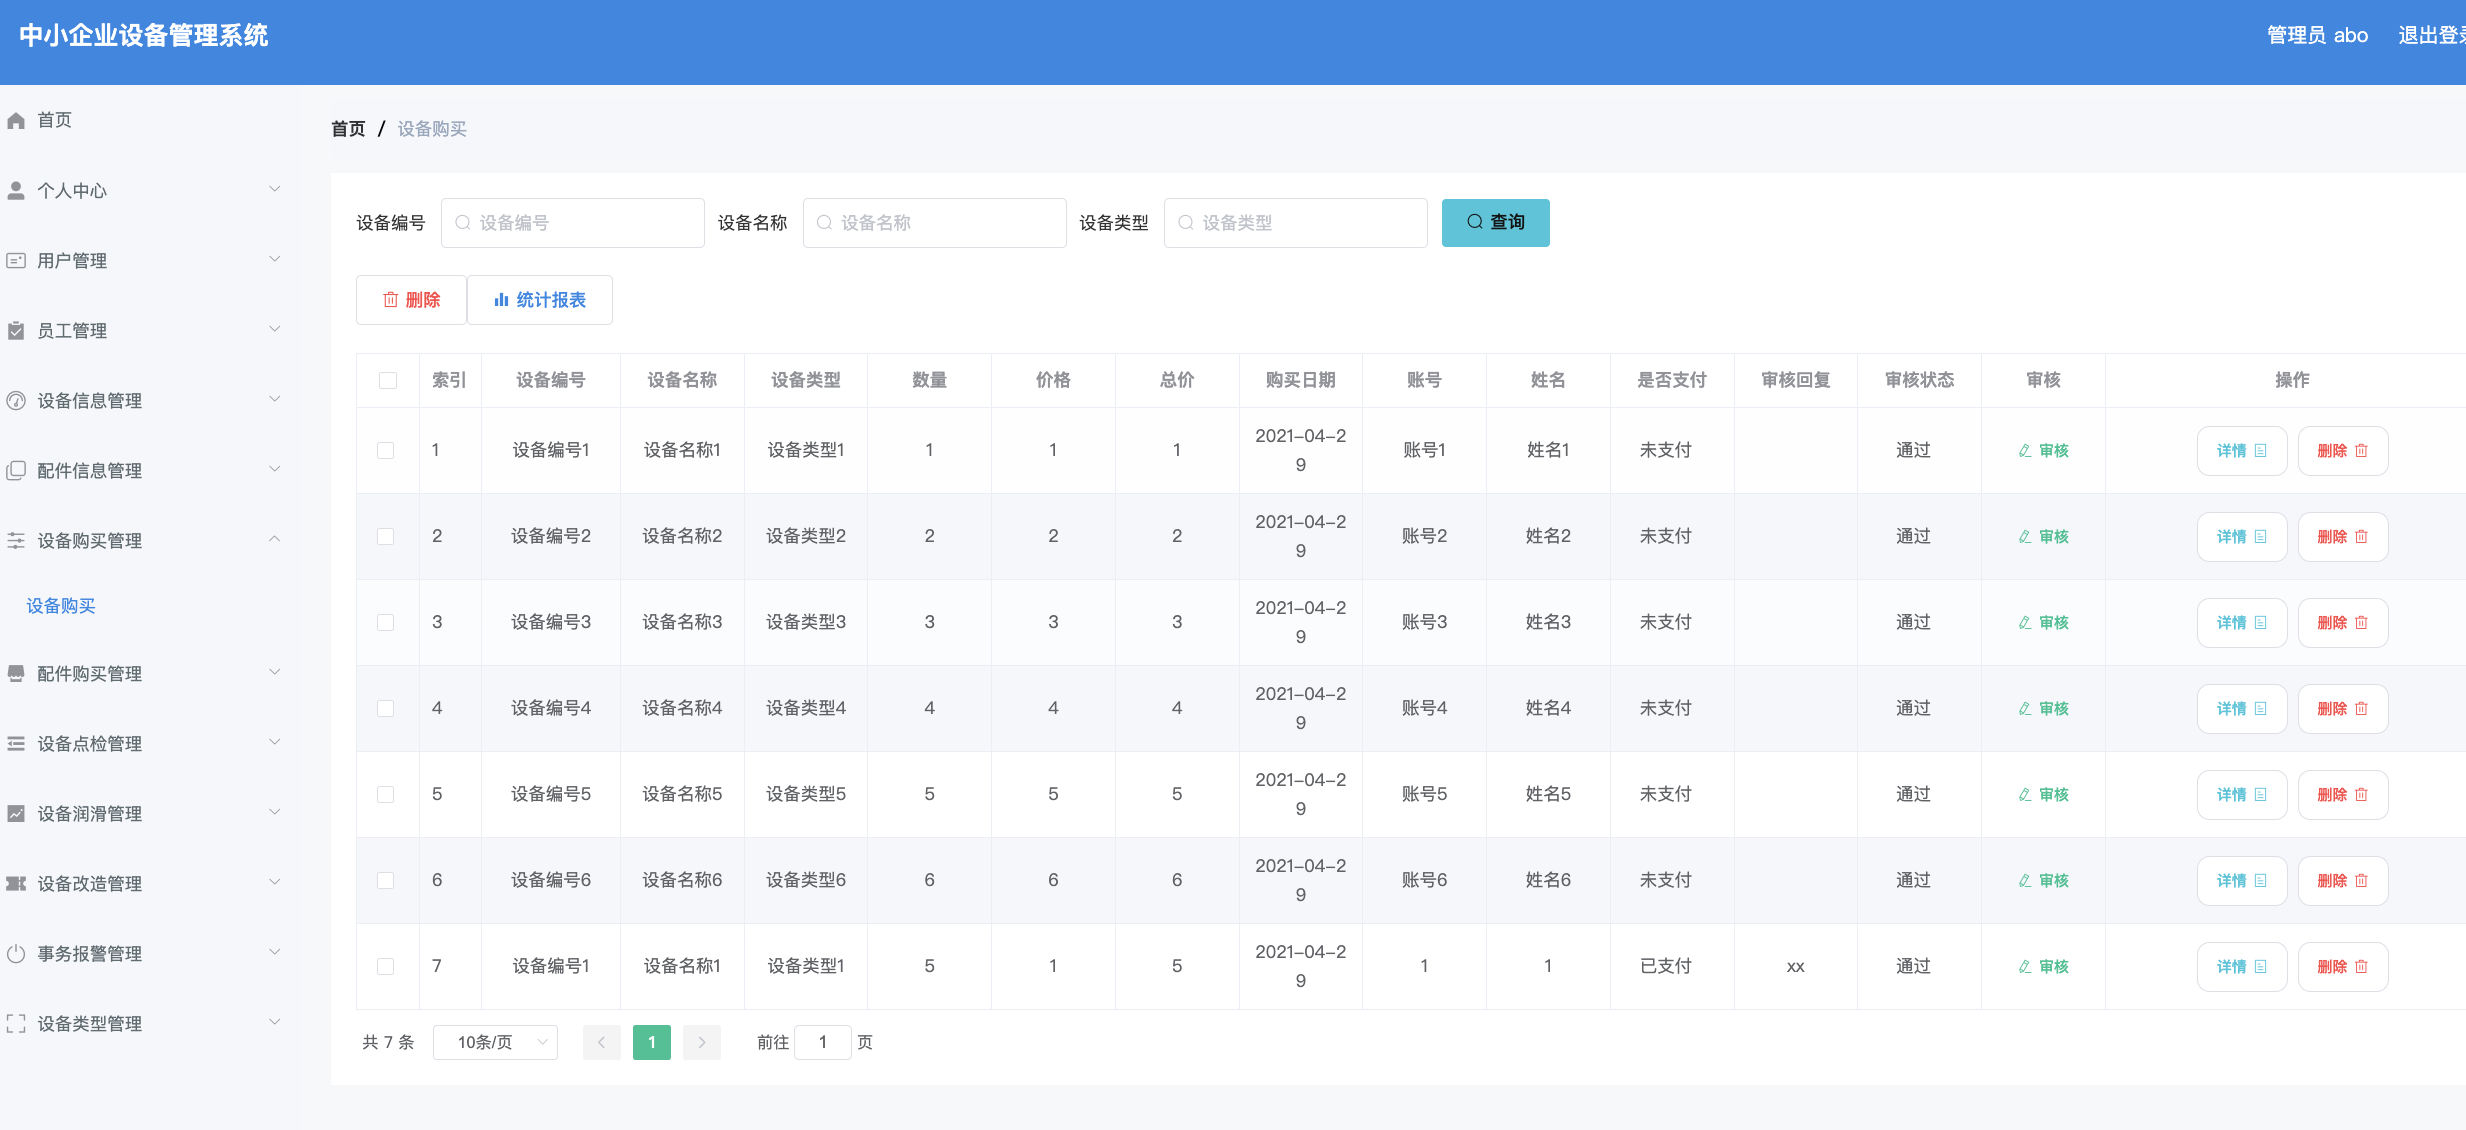 中小企业设备管理系统
管理员 abo 退出登录
首页
个人中心
用户管理
员工管理
设备信息管理
配件信息管理
设备购买管理
设备购买
配件购买管理
设备点检管理
设备润滑管理
设备改造管理
事务报警管理
设备类型管理
首页 / 设备购买
设备编号 设备编号 设备名称 设备名称 设备类型 设备类型 查询
删除 统计报表
索引 设备编号 设备名称 设备类型 数量 价格 总价 购买日期 账号 姓名 是否支付 审核回复 审核状态 审核 操作
1 设备编号1 设备名称1 设备类型1 1 1 1 2021-04-29 账号1 姓名1 未支付 通过 审核 详情 删除
2 设备编号2 设备名称2 设备类型2 2 2 2 2021-04-29 账号2 姓名2 未支付 通过 审核 详情 删除
3 设备编号3 设备名称3 设备类型3 3 3 3 2021-04-29 账号3 姓名3 未支付 通过 审核 详情 删除
4 设备编号4 设备名称4 设备类型4 4 4 4 2021-04-29 账号4 姓名4 未支付 通过 审核 详情 删除
5 设备编号5 设备名称5 设备类型5 5 5 5 2021-04-29 账号5 姓名5 未支付 通过 审核 详情 删除
6 设备编号6 设备名称6 设备类型6 6 6 6 2021-04-29 账号6 姓名6 未支付 通过 审核 详情 删除
7 设备编号1 设备名称1 设备类型1 5 1 5 2021-04-29 1 1 已支付 xx 通过 审核 详情 删除
共 7 条 10条/页 1 前往 1 页